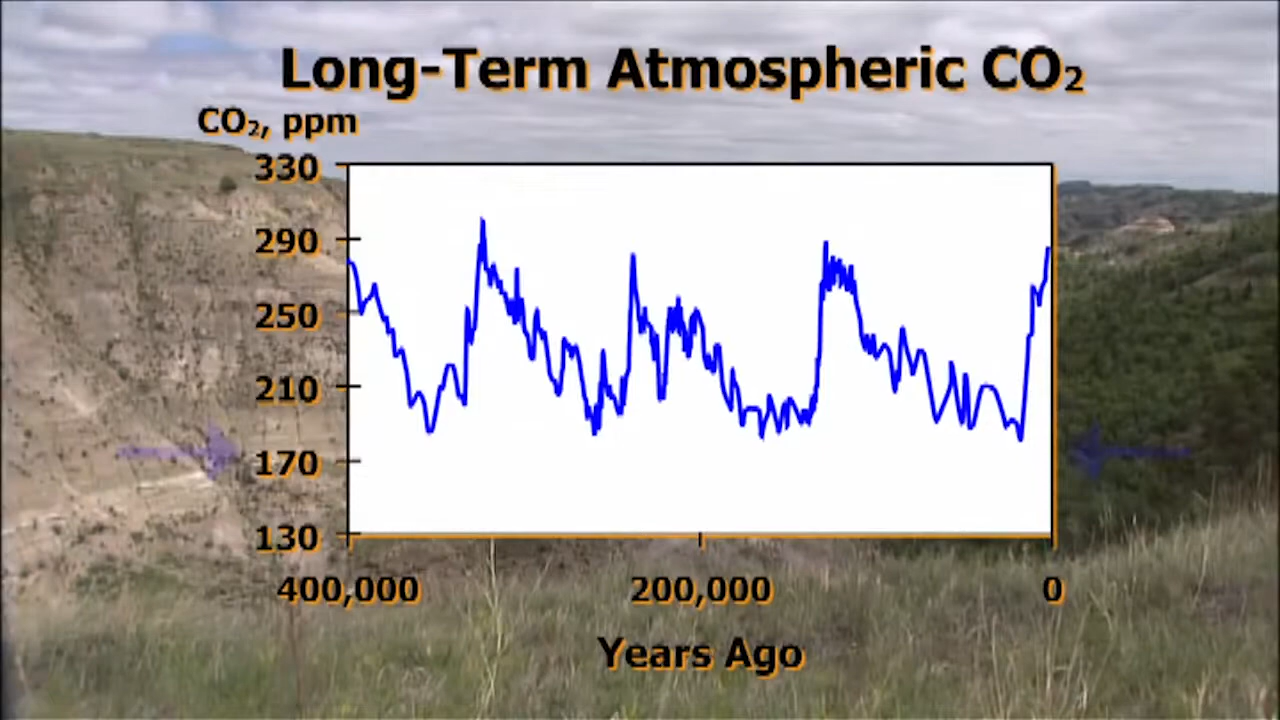 Long-Term Atmospheric CO₂
CO₂, ppm
330
290
250
210
170
130
400,000 200,000 0
Years Ago